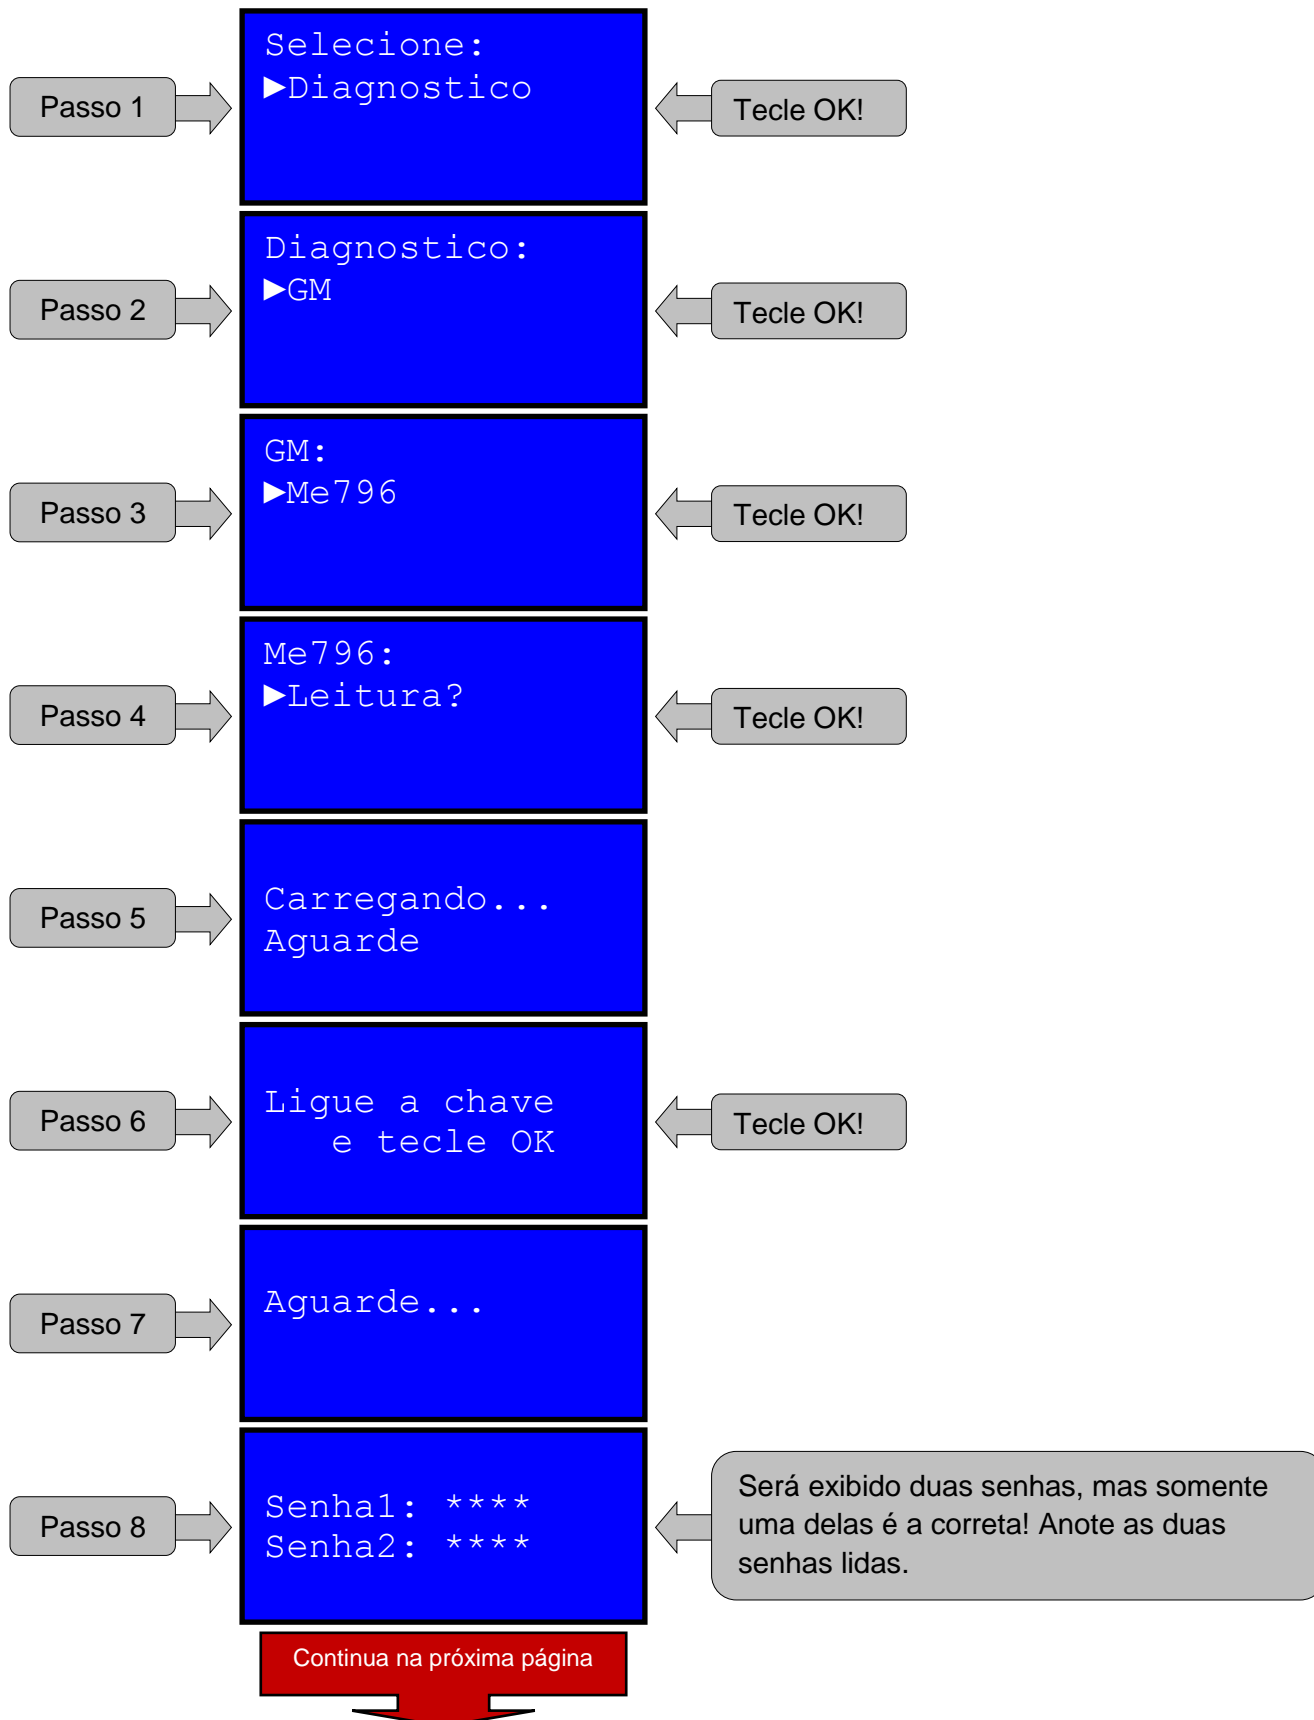 Selecione:
Passo 1
►Diagnostico
Tecle OK!
Diagnostico:
Passo 2
►GM
Tecle OK!
GM:
Passo 3
►Me796
Tecle OK!
Me796:
Passo 4
►Leitura?
Tecle OK!
Passo 5
Carregando...
Aguarde
Passo 6
Ligue a chave
e tecle OK
Tecle OK!
Passo 7
Aguarde...
Passo 8
Senha1: ****
Senha2: ****
Será exibido duas senhas, mas somente
uma delas é a correta! Anote as duas
senhas lidas.
Continua na próxima página